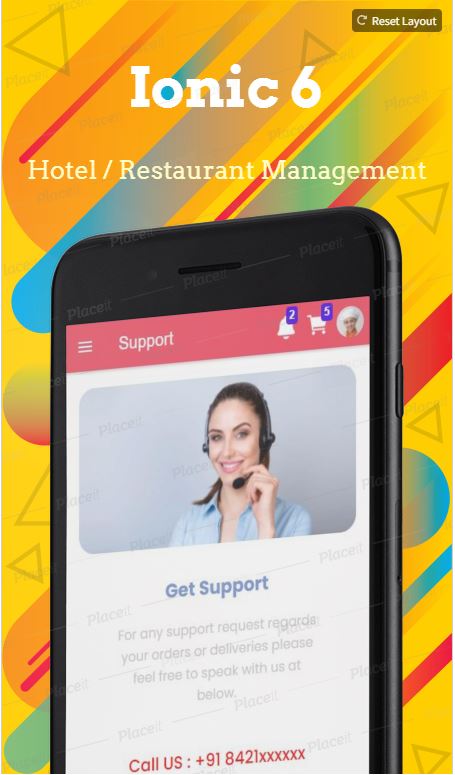 Reset Layout
Ionic 6
Hotel / Restaurant Management
Support
2
5
Get Support
For any support request regards
your orders or deliveries please
feel free to speak with us at
below.
Call US : +91 8421xxxxxx
Placeit